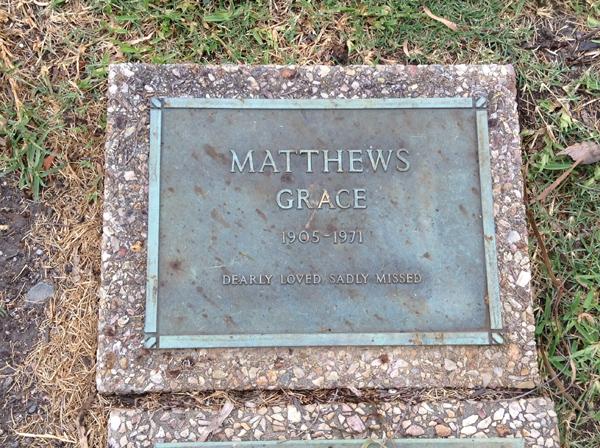 MATTHEWS
GRACE
1905-1971
DEARLY LOVED SADLY MISSED